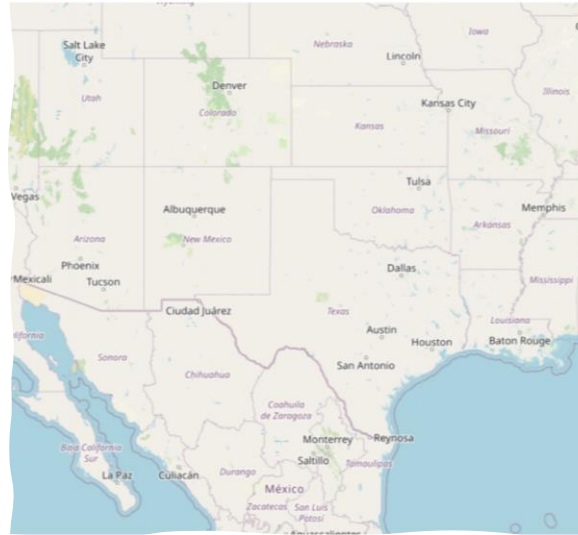 Nebraska
Iowa
Salt Lake
City
Lincoln
Denver
Utah
Colorado
Kansas City
Illinois
Kansas
Missouri
Vegas
Tulsa
Albuquerque
Oklahoma
Memphis
Arkansas
Arizona
New Mexico
Phoenix
Dallas
Mexicali
Tucson
Mississippi
Ciudad Juárez
Texas
Louisiana
Austin
Houston
Baton Rouge
Sonora
San Antonio
Chihuahua
Coahuila
de Zaragoza
Monterrey
Reynosa
Baja California
Sur
Saltillo
Tamaulipas
La Paz
Culiacán
Durango
México
Zacatecas
San Luis
Potosí